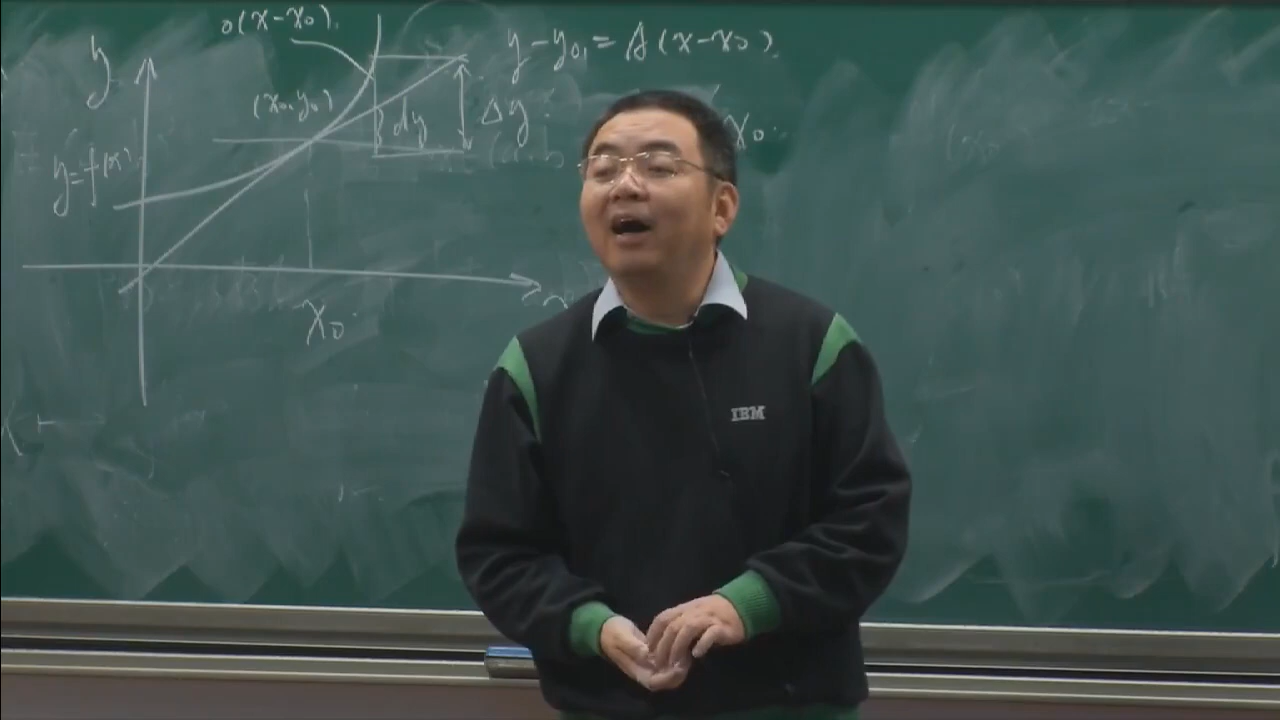 o(x-x₀).
y - y₀ = A(x-x₀).
y
(x₀, y₀)
dy
Δy
x₀.
y = f(x)
x₀.
IBM